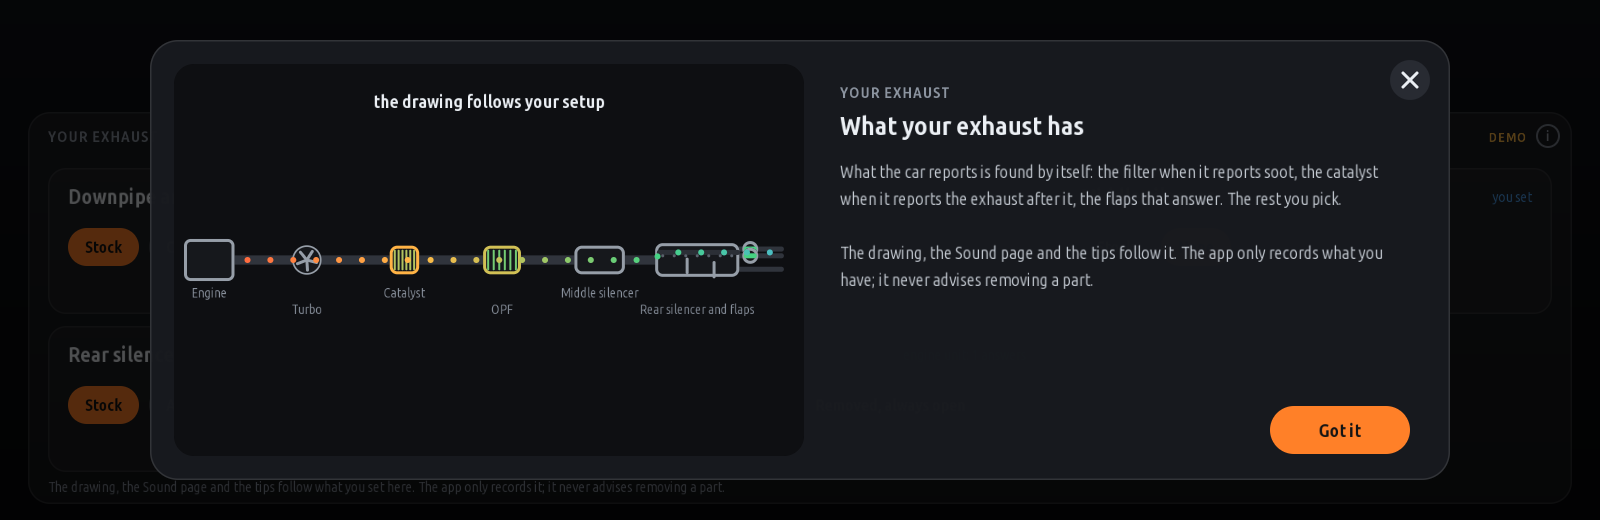 the drawing follows your setup
Engine
Turbo
Catalyst
OPF
Middle silencer
Rear silencer and flaps
YOUR EXHAUST
What your exhaust has
What the car reports is found by itself: the filter when it reports soot, the catalyst
when it reports the exhaust after it, the flaps that answer. The rest you pick.
The drawing, the Sound page and the tips follow it. The app only records what you
have; it never advises removing a part.
Got it
YOUR EXHAUS
DEMO
Downpipe
you set
Stock
Rear silen
Stock
The drawing, the Sound page and the tips follow what you set here. The app only records it; it never advises removing a part.